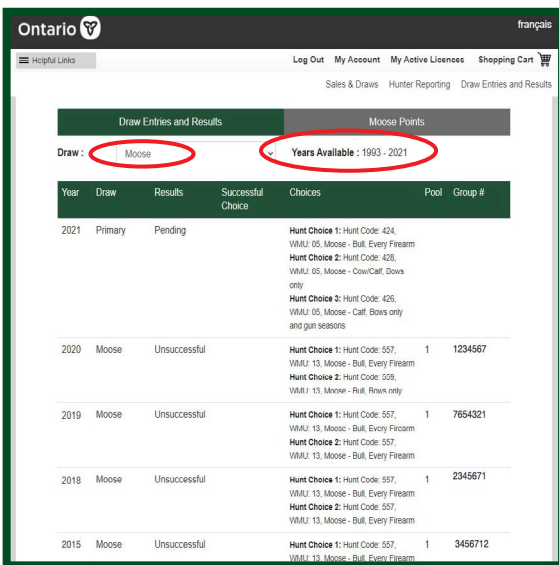 Ontario
français
Helpful Links
Log Out My Account My Active Licences Shopping Cart
Sales & Draws Hunter Reporting Draw Entries and Results
Draw Entries and Results Moose Points
Draw : Moose Years Available : 1993 - 2021
Year Draw Results Successful Choice Choices Pool Group #
2021 Primary Pending Hunt Choice 1: Hunt Code: 424,
WMU: 05, Moose - Bull, Every Firearm
Hunt Choice 2: Hunt Code: 428,
WMU: 05, Moose - Cow/Calf, Bows
only
Hunt Choice 3: Hunt Code: 426,
WMU: 05, Moose - Calf, Bows only
and gun seasons
2020 Moose Unsuccessful Hunt Choice 1: Hunt Code: 557, 1 1234567
WMU: 13, Moose - Bull, Every Firearm
Hunt Choice 2: Hunt Code: 559,
WMU: 13, Moose - Bull, Bows only
2019 Moose Unsuccessful Hunt Choice 1: Hunt Code: 557, 1 7654321
WMU: 13, Moose - Bull, Every Firearm
Hunt Choice 2: Hunt Code: 557,
WMU: 13, Moose - Bull, Every Firearm
2018 Moose Unsuccessful Hunt Choice 1: Hunt Code: 557, 1 2345671
WMU: 13, Moose - Bull, Every Firearm
Hunt Choice 2: Hunt Code: 557,
WMU: 13, Moose - Bull, Every Firearm
2015 Moose Unsuccessful Hunt Choice 1: Hunt Code: 557, 1 3456712
WMU: 13, Moose - Bull, Every Firearm